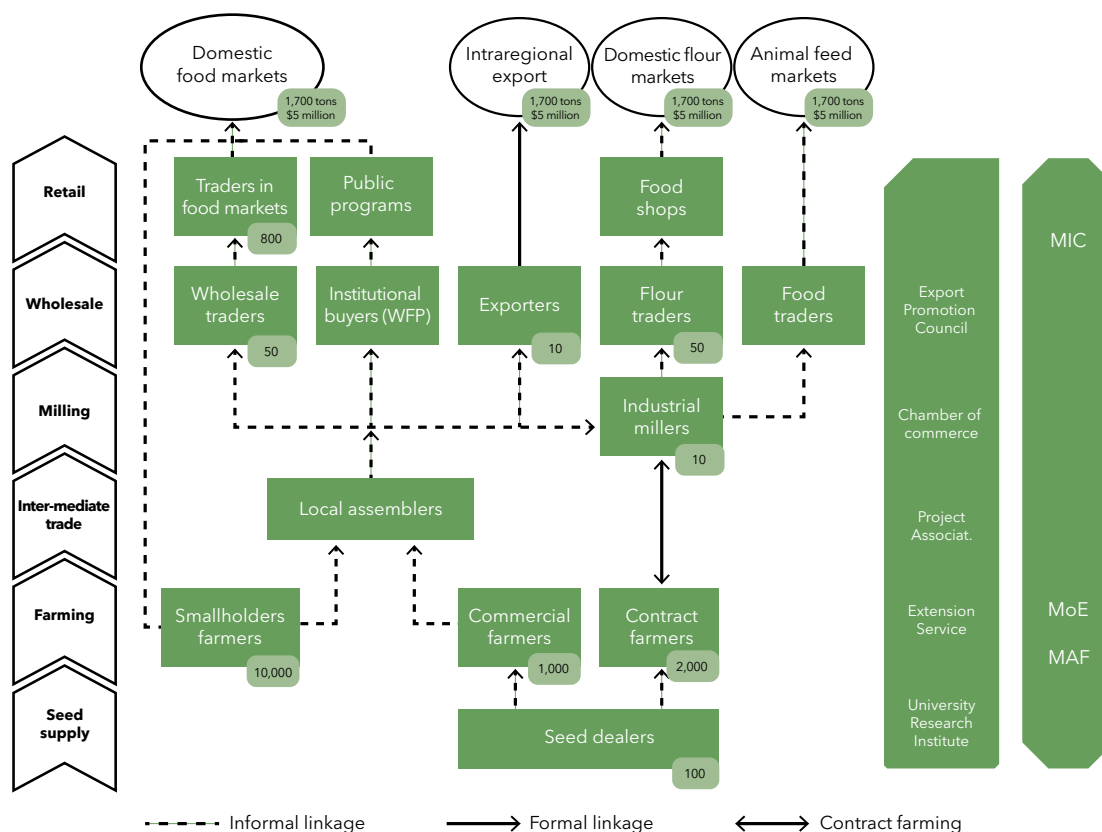 Domestic
food markets
1,700 tons
$5 million
Intraregional
export
1,700 tons
$5 million
Domestic flour
markets
1,700 tons
$5 million
Animal feed
markets
1,700 tons
$5 million
Retail
Traders in
food markets
800
Public
programs
Food
shops
MIC
Wholesale
Wholesale
traders
50
Institutional
buyers (WFP)
Exporters
10
Flour
traders
50
Food
traders
Export
Promotion
Council
Milling
Industrial
millers
10
Chamber of
commerce
Inter-mediate
trade
Local assemblers
Project
Associat.
Farming
Smallholders
farmers
10,000
Commercial
farmers
1,000
Contract
farmers
2,000
Extension
Service
MoE
MAF
Seed
supply
Seed dealers
100
University
Research
Institute
Informal linkage
Formal linkage
Contract farming